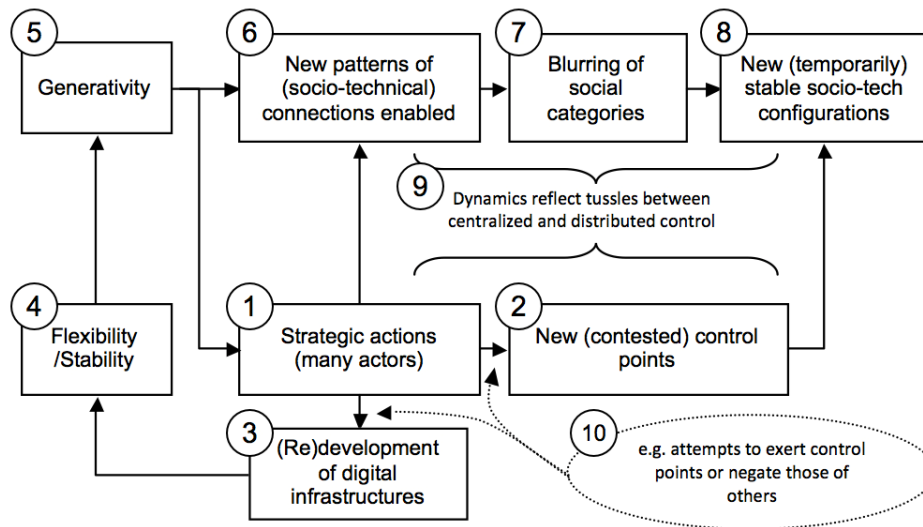 5
Generativity
6
New patterns of
(socio-technical)
connections enabled
7
Blurring of
social
categories
8
New (temporarily)
stable socio-tech
configurations
9
Dynamics reflect tussles between
centralized and distributed control
4
Flexibility
/Stability
1
Strategic actions
(many actors)
2
New (contested) control
points
3
(Re)development
of digital
infrastructures
10
e.g. attempts to exert control
points or negate those of
others